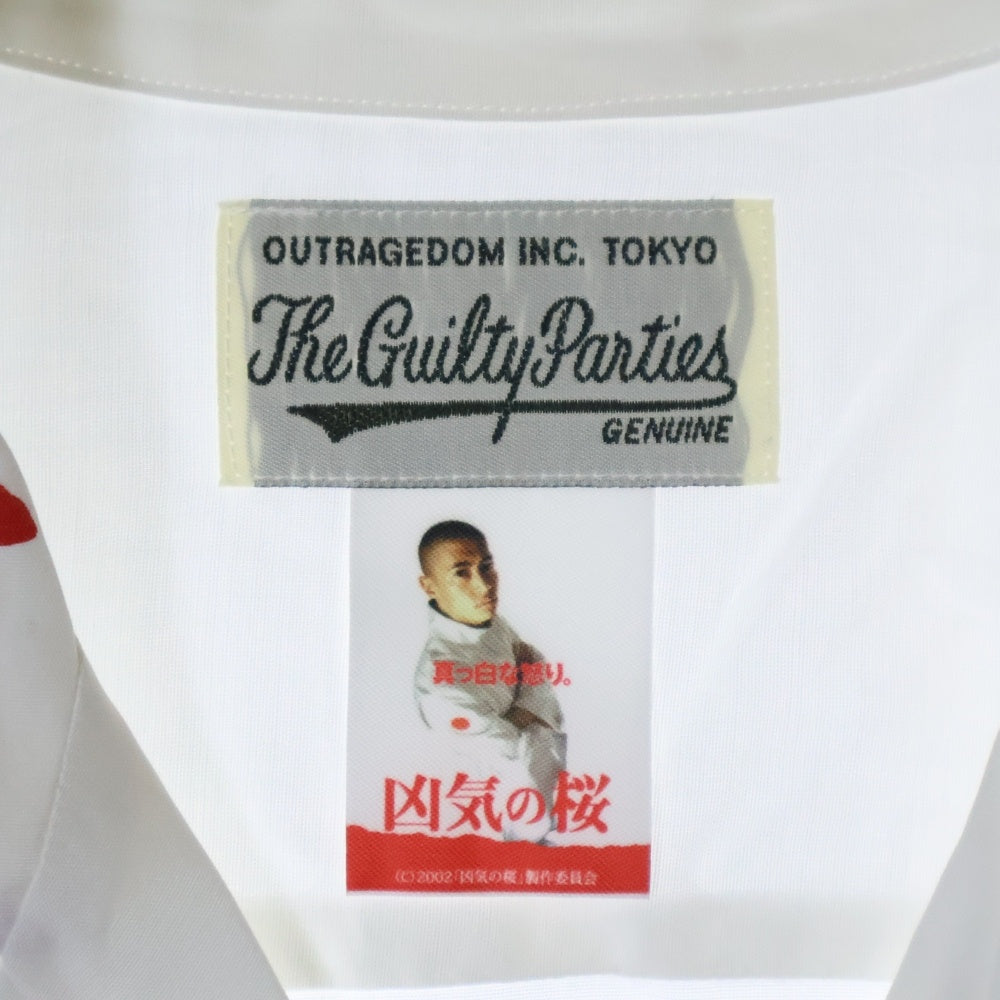 OUTRAGEDOM INC. TOKYO
The Guilty Parties
GENUINE
真っ白な怒り。
凶気の桜
(C)2002「凶気の桜」製作委員会